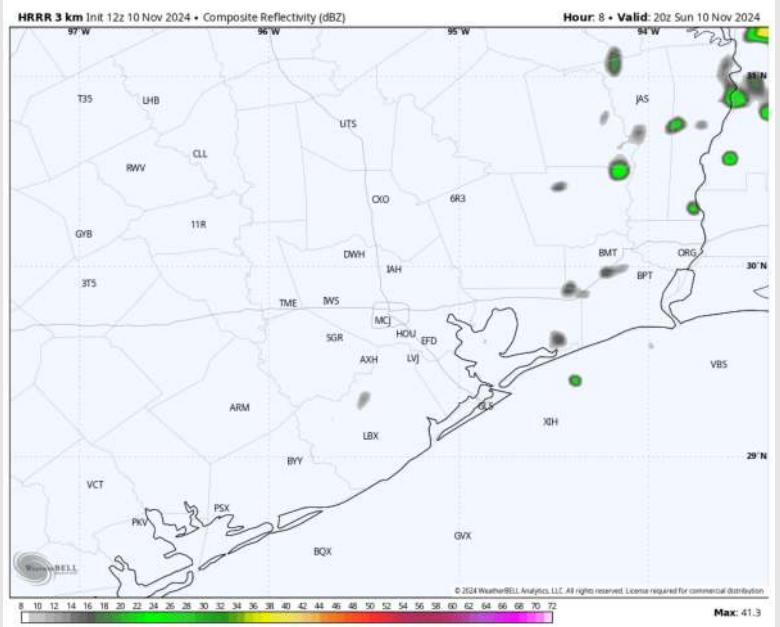 HRRR 3 km Init 12z 10 Nov 2024 • Composite Reflectivity (dBZ) Hour: 8 • Valid: 20z Sun 10 Nov 2024
97°W 96°W 95°W 94°W
31°N
T35 LHB JAS
UTS
CLL
RWV
CXO 6R3
11R
GYB
DWH BMT ORG
IAH 30°N
BPT
3T5
TME IWS
MCJ
SGR HOU EFD
AXH LVJ VBS
ARM GLS
XIH
LBX
BYY 29°N
VCT
PSX
PKV
GVX
BQX
WeatherBELL
© 2024 WeatherBELL Analytics, LLC. All rights reserved. License required for commercial distribution
8 10 12 14 16 18 20 22 24 26 28 30 32 34 36 38 40 42 44 46 48 50 52 54 56 58 60 62 64 66 68 70 72 Max: 41.3